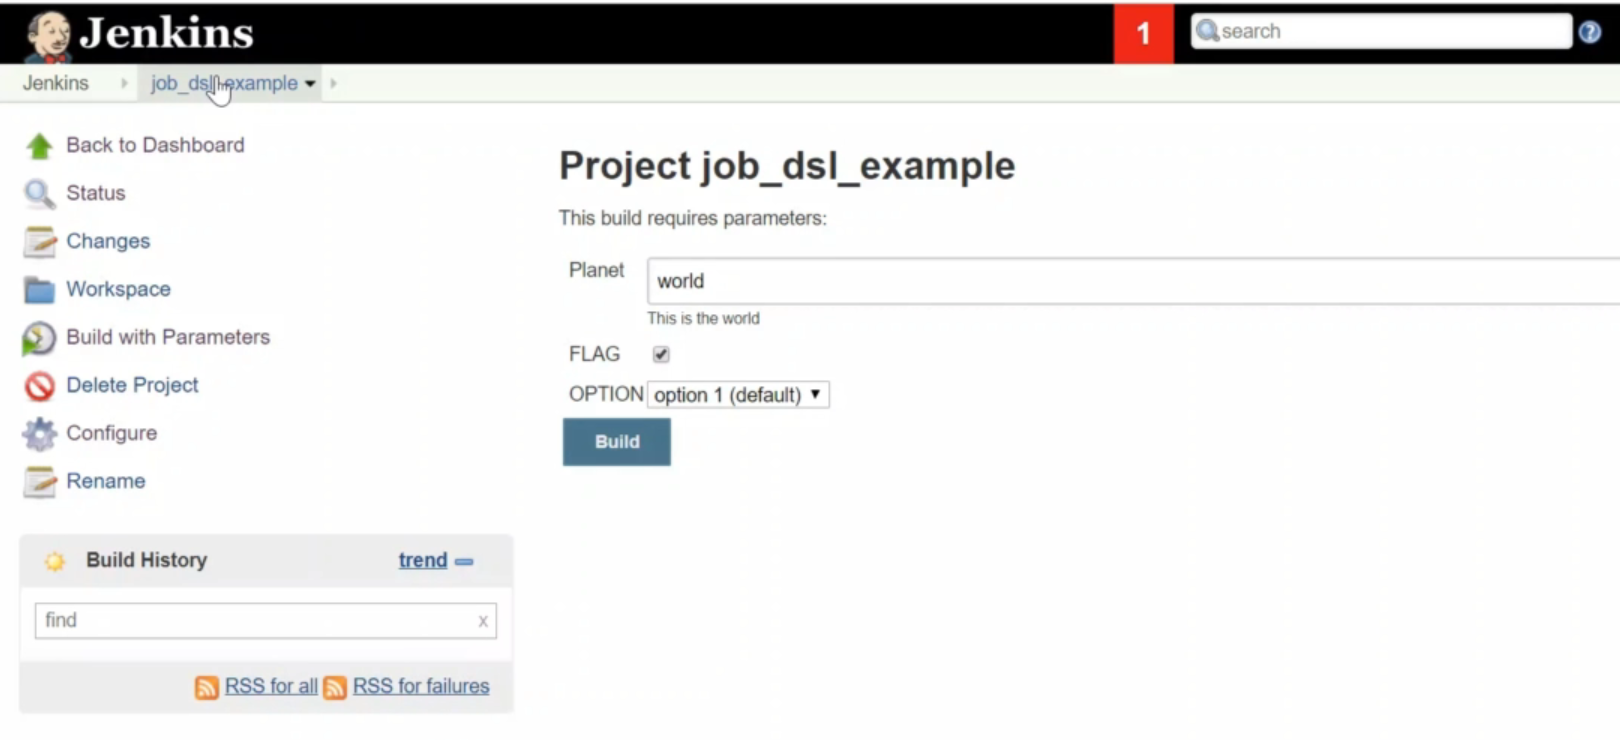 Jenkins
1
search
Jenkins
job_dsl_example
Back to Dashboard
Status
Changes
Workspace
Build with Parameters
Delete Project
Configure
Rename
Build History
trend
find
x
RSS for all
RSS for failures
Project job_dsl_example
This build requires parameters:
Planet
world
This is the world
FLAG
OPTION
option 1 (default)
Build